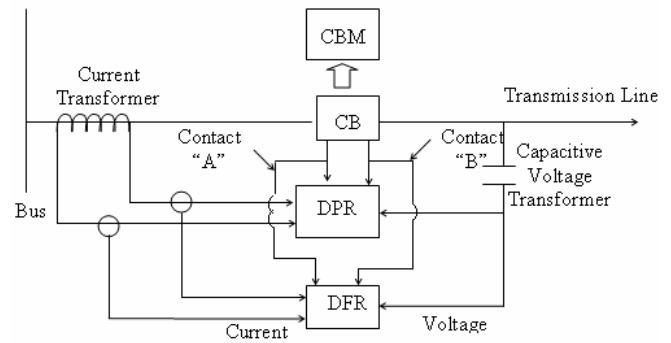 CBM
Current
Transformer
CB
Transmission Line
Contact
“A”
Contact
“B”
Capacitive
Voltage
Transformer
Bus
DPR
DFR
Current
Voltage